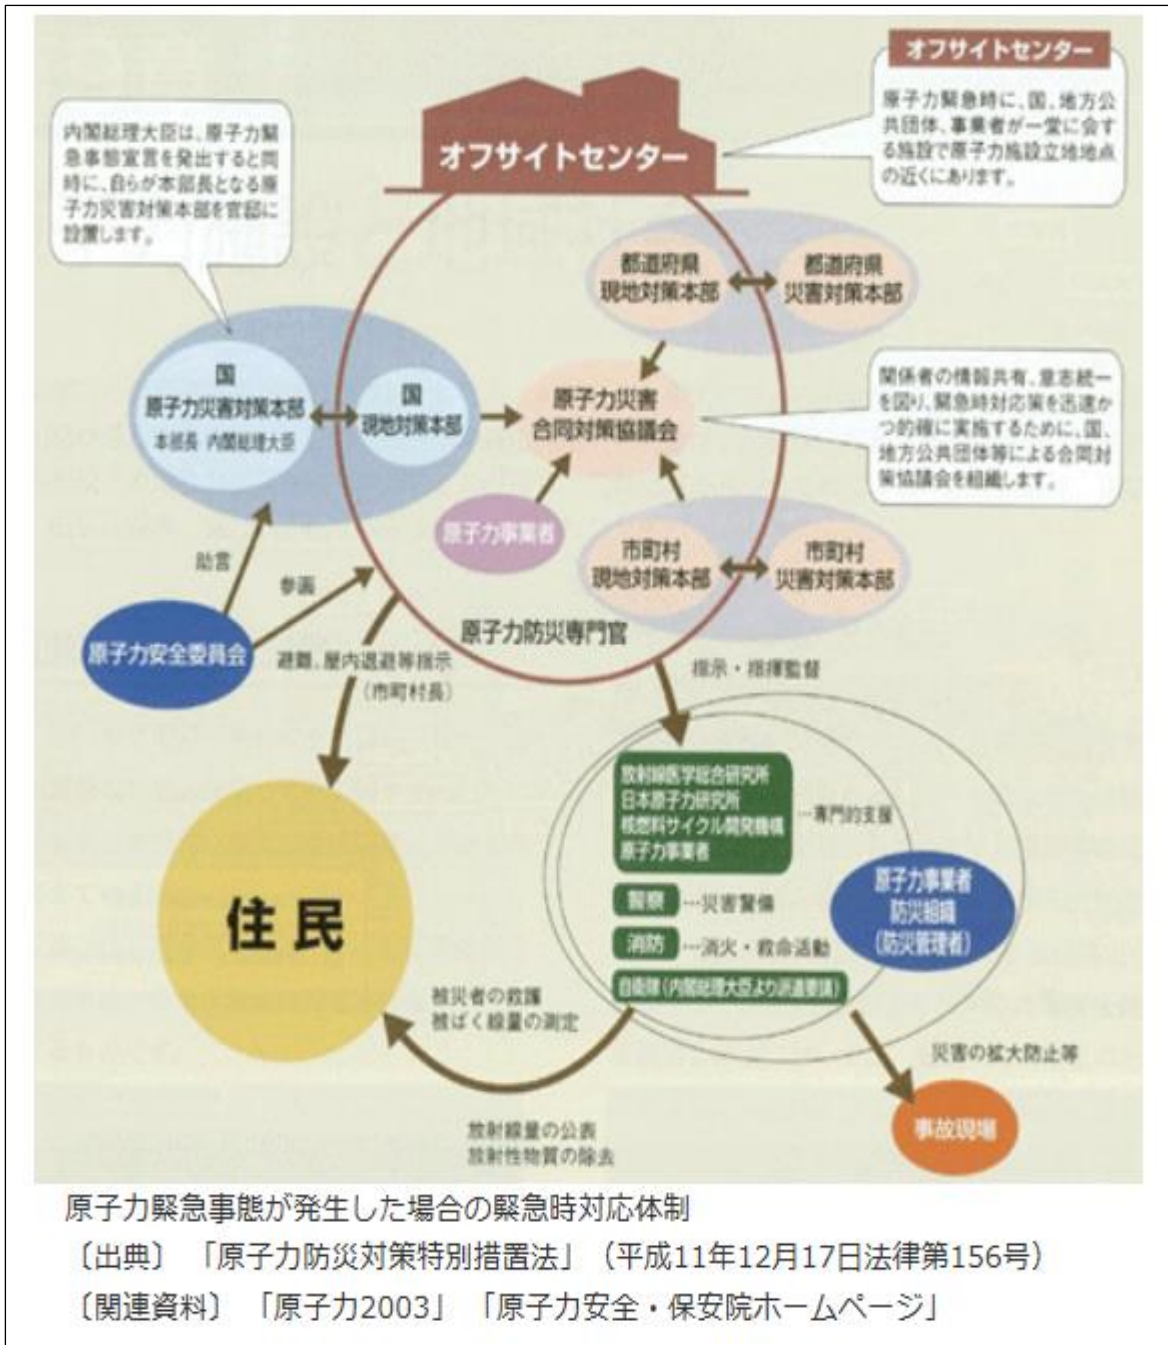 オフサイトセンター
原子力緊急時に、国、地方公
共団体、事業者が一堂に会す
る施設で原子力施設立地地点
の近くにあります。
内閣総理大臣は、原子力緊
急事態宣言を発出すると同
時に、自らが本部長となる原
子力災害対策本部を官邸に
設置します。
オフサイトセンター
都道府県
現地対策本部
都道府県
災害対策本部
国
原子力災害対策本部
本部長 内閣総理大臣
国
現地対策本部
原子力災害
合同対策協議会
関係者の情報共有、意志統一
を図り、緊急時対応策を迅速か
つ的確に実施するために、国、
地方公共団体等による合同対
策協議会を組織します。
原子力事業者
市町村
現地対策本部
市町村
災害対策本部
助言
参画
原子力安全委員会
原子力防災専門官
避難、屋内退避等指示
(市町村長)
指示・指揮監督
放射線医学総合研究所
日本原子力研究所
核燃料サイクル開発機構
原子力事業者
…専門的支援
警察…災害警備
消防…消火・救命活動
自衛隊(内閣総理大臣より派遣要請)
原子力事業者
防災組織
(防災管理者)
住民
被災者の救護
被ばく線量の測定
放射線量の公表
放射性物質の除去
災害の拡大防止等
事故現場
原子力緊急事態が発生した場合の緊急時対応体制
〔出典〕 「原子力防災対策特別措置法」(平成11年12月17日法律第156号)
〔関連資料〕 「原子力2003」 「原子力安全・保安院ホームページ」